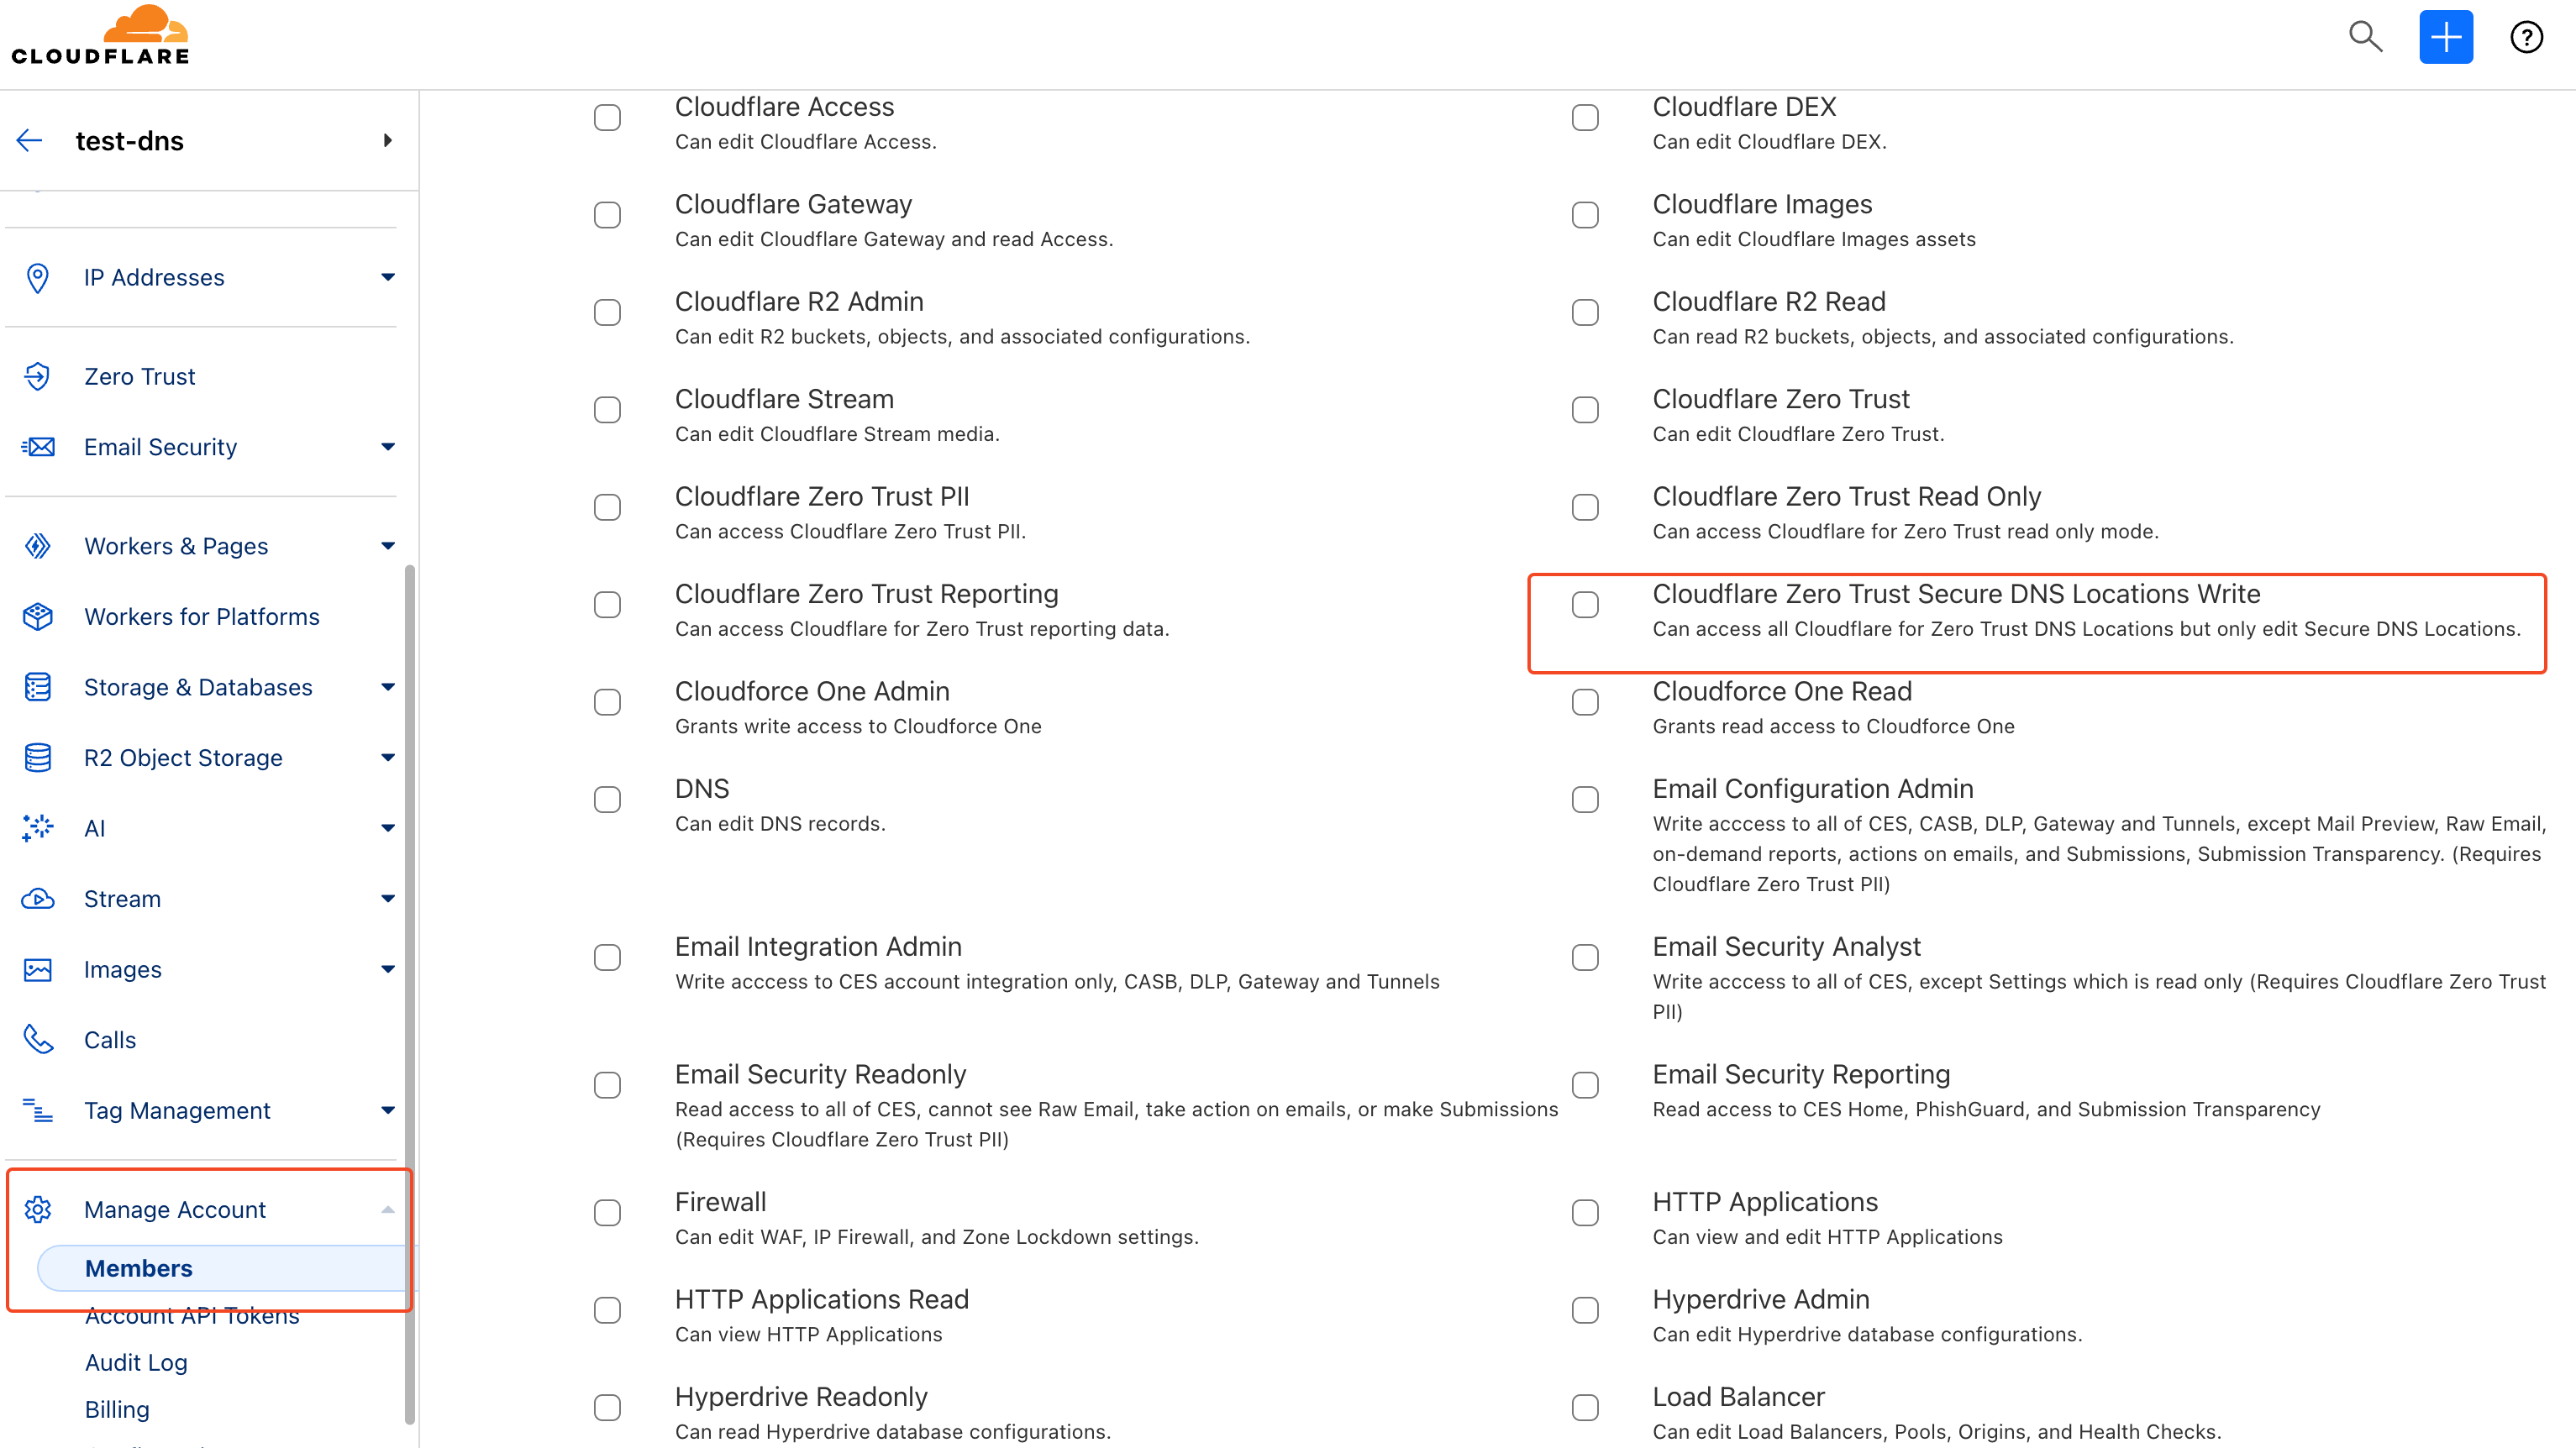 CLOUDFLARE
test-dns
IP Addresses
Zero Trust
Email Security
Workers & Pages
Workers for Platforms
Storage & Databases
R2 Object Storage
AI
Stream
Images
Calls
Tag Management
Manage Account
Members
Account API Tokens
Audit Log
Billing
Cloudflare Access
Can edit Cloudflare Access.
Cloudflare DEX
Can edit Cloudflare DEX.
Cloudflare Gateway
Can edit Cloudflare Gateway and read Access.
Cloudflare Images
Can edit Cloudflare Images assets
Cloudflare R2 Admin
Can edit R2 buckets, objects, and associated configurations.
Cloudflare R2 Read
Can read R2 buckets, objects, and associated configurations.
Cloudflare Stream
Can edit Cloudflare Stream media.
Cloudflare Zero Trust
Can edit Cloudflare Zero Trust.
Cloudflare Zero Trust PII
Can access Cloudflare Zero Trust PII.
Cloudflare Zero Trust Read Only
Can access Cloudflare for Zero Trust read only mode.
Cloudflare Zero Trust Reporting
Can access Cloudflare for Zero Trust reporting data.
Cloudflare Zero Trust Secure DNS Locations Write
Can access all Cloudflare for Zero Trust DNS Locations but only edit Secure DNS Locations.
Cloudforce One Admin
Grants write access to Cloudforce One
Cloudforce One Read
Grants read access to Cloudforce One
DNS
Can edit DNS records.
Email Configuration Admin
Write acccess to all of CES, CASB, DLP, Gateway and Tunnels, except Mail Preview, Raw Email,
on-demand reports, actions on emails, and Submissions, Submission Transparency. (Requires
Cloudflare Zero Trust PII)
Email Integration Admin
Write acccess to CES account integration only, CASB, DLP, Gateway and Tunnels
Email Security Analyst
Write acccess to all of CES, except Settings which is read only (Requires Cloudflare Zero Trust
PII)
Email Security Readonly
Read access to all of CES, cannot see Raw Email, take action on emails, or make Submissions
(Requires Cloudflare Zero Trust PII)
Email Security Reporting
Read access to CES Home, PhishGuard, and Submission Transparency
Firewall
Can edit WAF, IP Firewall, and Zone Lockdown settings.
HTTP Applications
Can view and edit HTTP Applications
HTTP Applications Read
Can view HTTP Applications
Hyperdrive Admin
Can edit Hyperdrive database configurations.
Hyperdrive Readonly
Can read Hyperdrive database configurations.
Load Balancer
Can edit Load Balancers, Pools, Origins, and Health Checks.